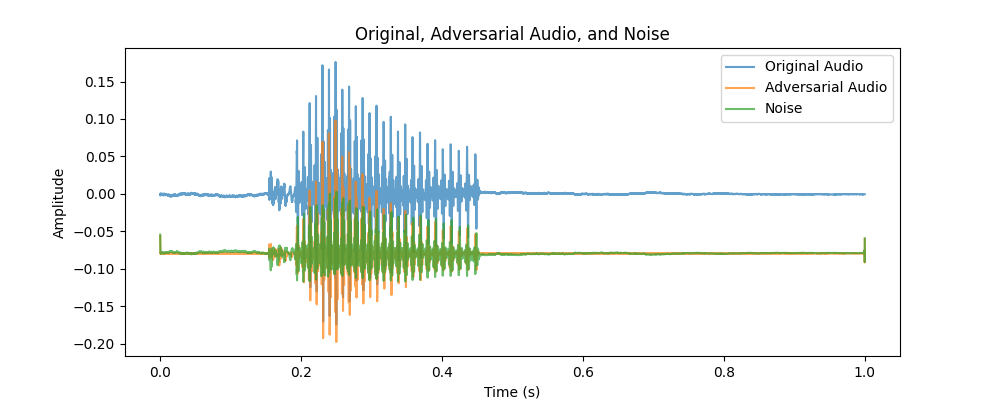 Original, Adversarial Audio, and Noise
Original Audio
Adversarial Audio
Noise
Amplitude
0.15
0.10
0.05
0.00
−0.05
−0.10
−0.15
−0.20
0.0
0.2
0.4
0.6
0.8
1.0
Time (s)